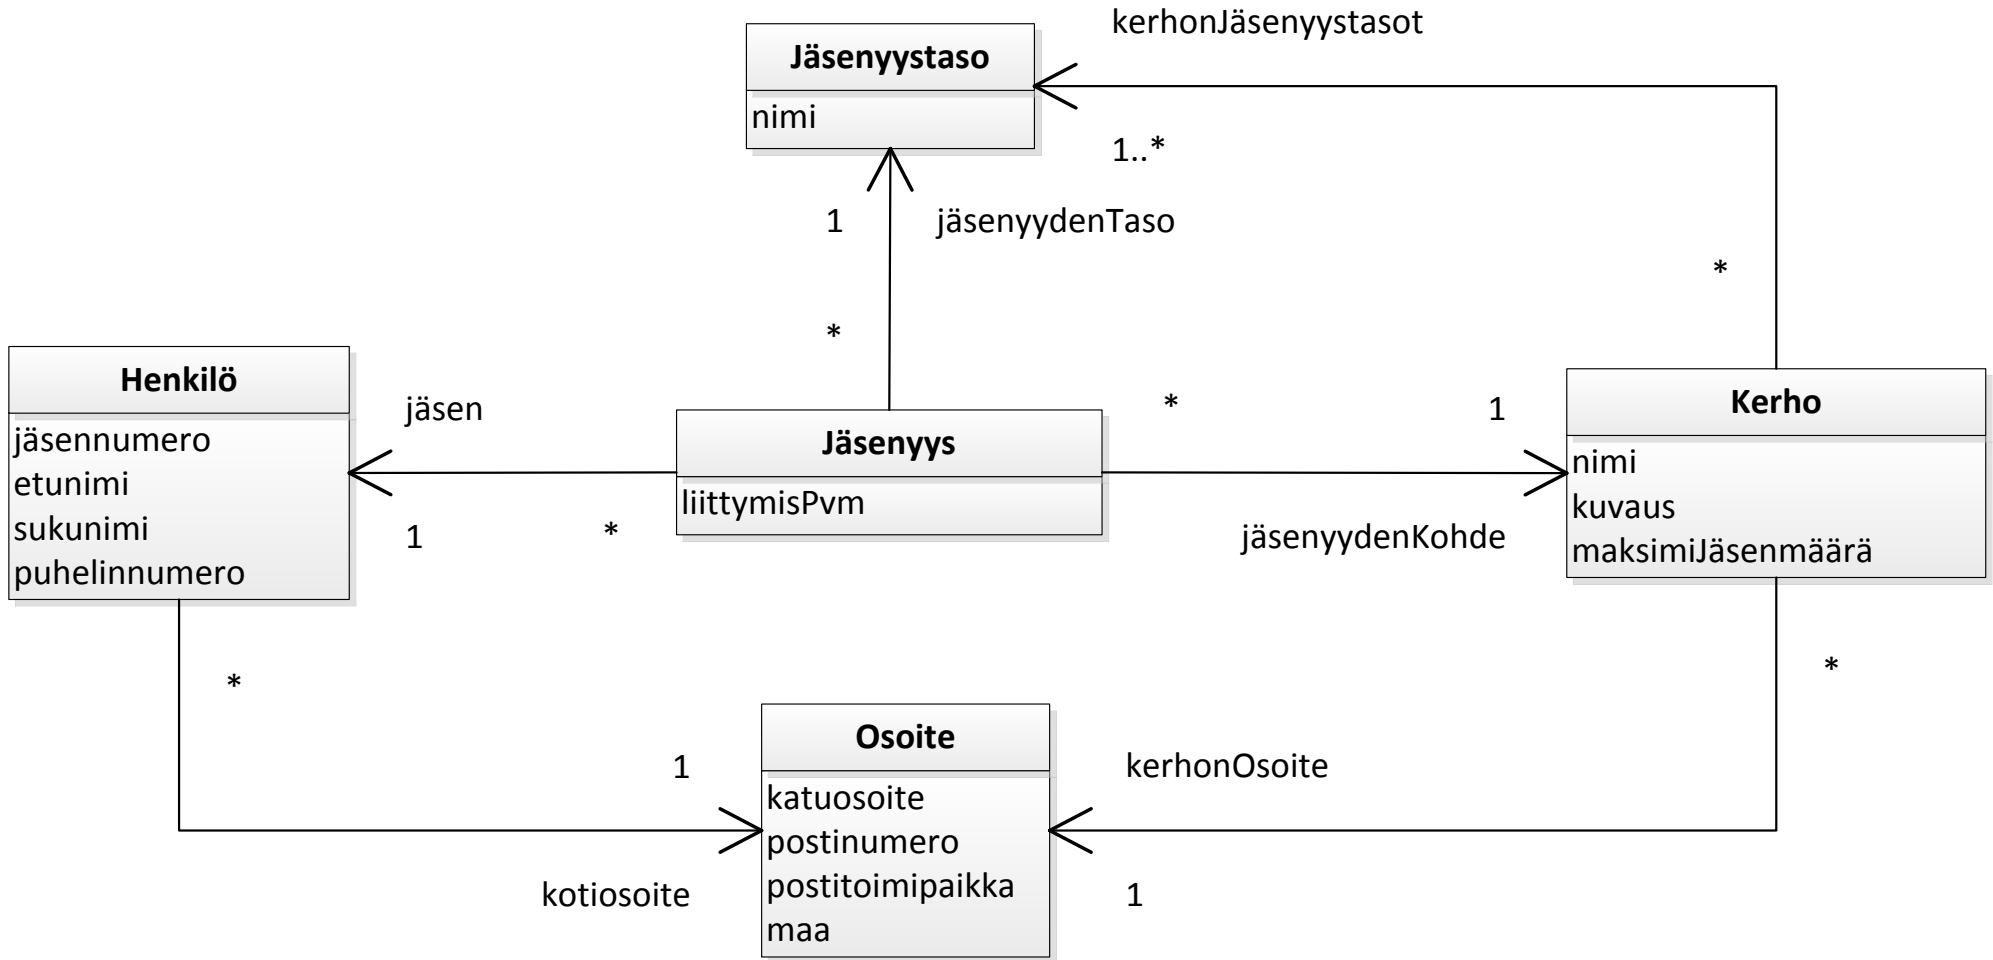 kerhonJäsenyystasot
Jäsenyystaso
nimi
1..*
1
jäsenyydenTaso
*
*
Henkilö
jäsennumero
etunimi
sukunimi
puhelinnumero
jäsen
1
*
Jäsenyys
liittymisPvm
*
1
jäsenyydenKohde
Kerho
nimi
kuvaus
maksimiJäsenmäärä
*
*
1
kotiosoite
Osoite
katuosoite
postinumero
postitoimipaikka
maa
kerhonOsoite
1